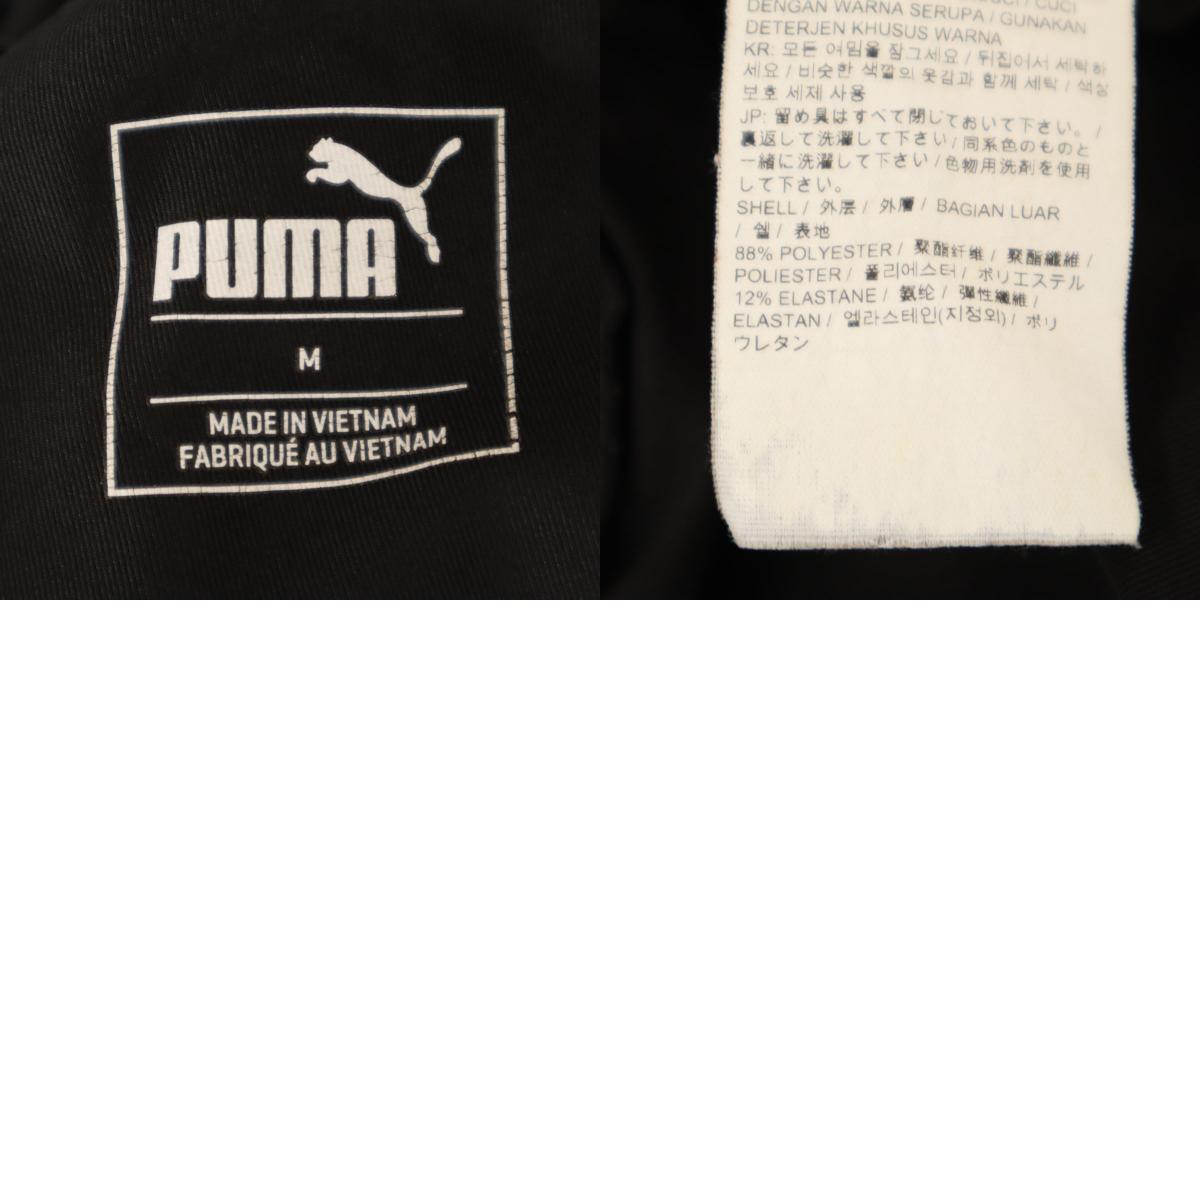 PUMA
M
MADE IN VIETNAM
FABRIQUÉ AU VIETNAM
/ CUCI
DENGAN WARNA SERUPA / GUNAKAN
DETERJEN KHUSUS WARNA
KR: 모든 여밈을 잠그세요 / 뒤집어서 세탁하
세요 / 비슷한 색깔의 옷감과 함께 세탁 / 색상
보호 세제 사용
JP: 留め具はすべて閉じておいて下さい。 /
裏返して洗濯して下さい / 同系色のものと
一緒に洗濯して下さい / 色物用洗剤を使用
して下さい。
SHELL / 外层 / 外層 / BAGIAN LUAR
/ 쉘 / 表地
88% POLYESTER / 聚酯纤维 / 聚酯纖維 /
POLIESTER / 폴리에스터 / ポリエステル
12% ELASTANE / 氨纶 / 彈性纖維 /
ELASTAN / 엘라스테인(지정외) / ポリ
ウレタン